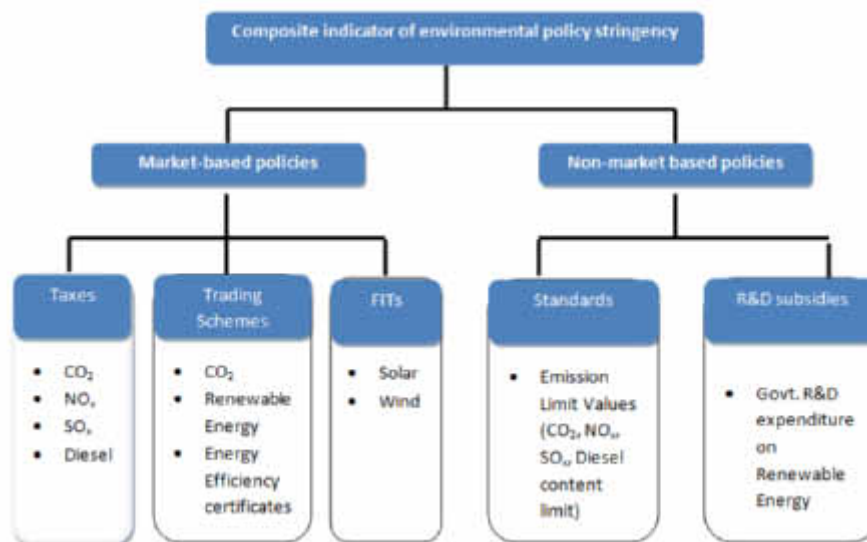 Composite indicator of environmental policy stringency
Market-based policies
Non-market based policies
Taxes
• CO₂
• NOₓ
• SOₓ
• Diesel
Trading
Schemes
• CO₂
• Renewable
Energy
• Energy
Efficiency
certificates
FITs
• Solar
• Wind
Standards
• Emission
Limit Values
(CO₂, NOₓ,
SOₓ, Diesel
content
limit)
R&D subsidies
• Govt. R&D
expenditure
on
Renewable
Energy